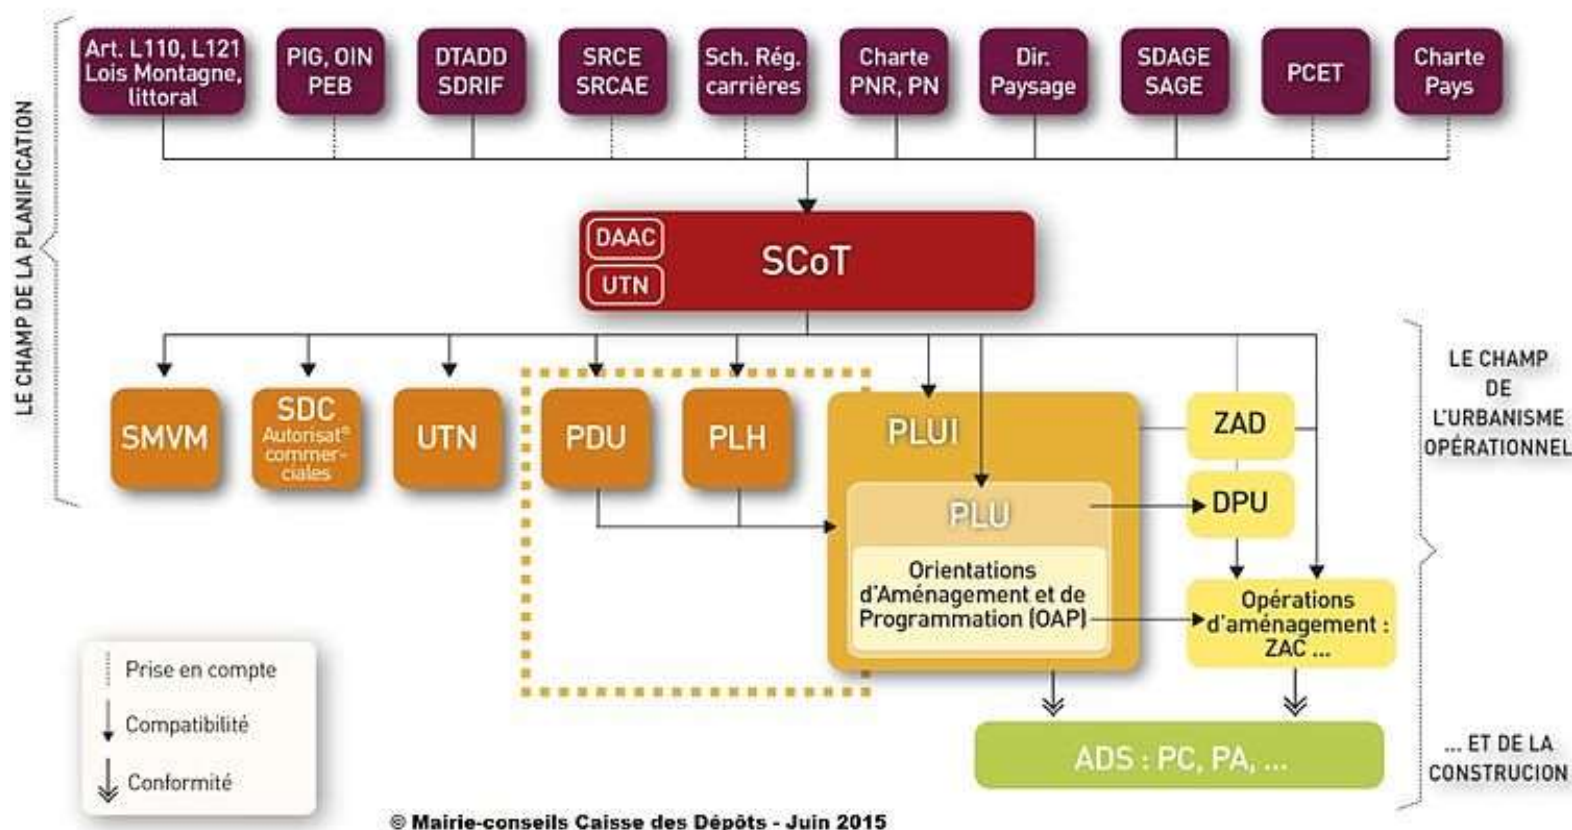 LE CHAMP DE LA PLANIFICATION
Art. L110, L121
Lois Montagne,
littoral
PIG, OIN
PEB
DTADD
SDRIF
SRCE
SRCAE
Sch. Rég.
carrières
Charte
PNR, PN
Dir.
Paysage
SDAGE
SAGE
PCET
Charte
Pays
DAAC
UTN
SCoT
SMVM
SDC
Autorisat°
commer-
ciales
UTN
PDU
PLH
PLUI
PLU
Orientations
d'Aménagement et de
Programmation (OAP)
ZAD
DPU
Opérations
d'aménagement :
ZAC ...
ADS : PC, PA, ...
LE CHAMP
DE
L'URBANISME
OPÉRATIONNEL
... ET DE LA
CONSTRUCION
Prise en compte
Compatibilité
Conformité
© Mairie-conseils Caisse des Dépôts - Juin 2015